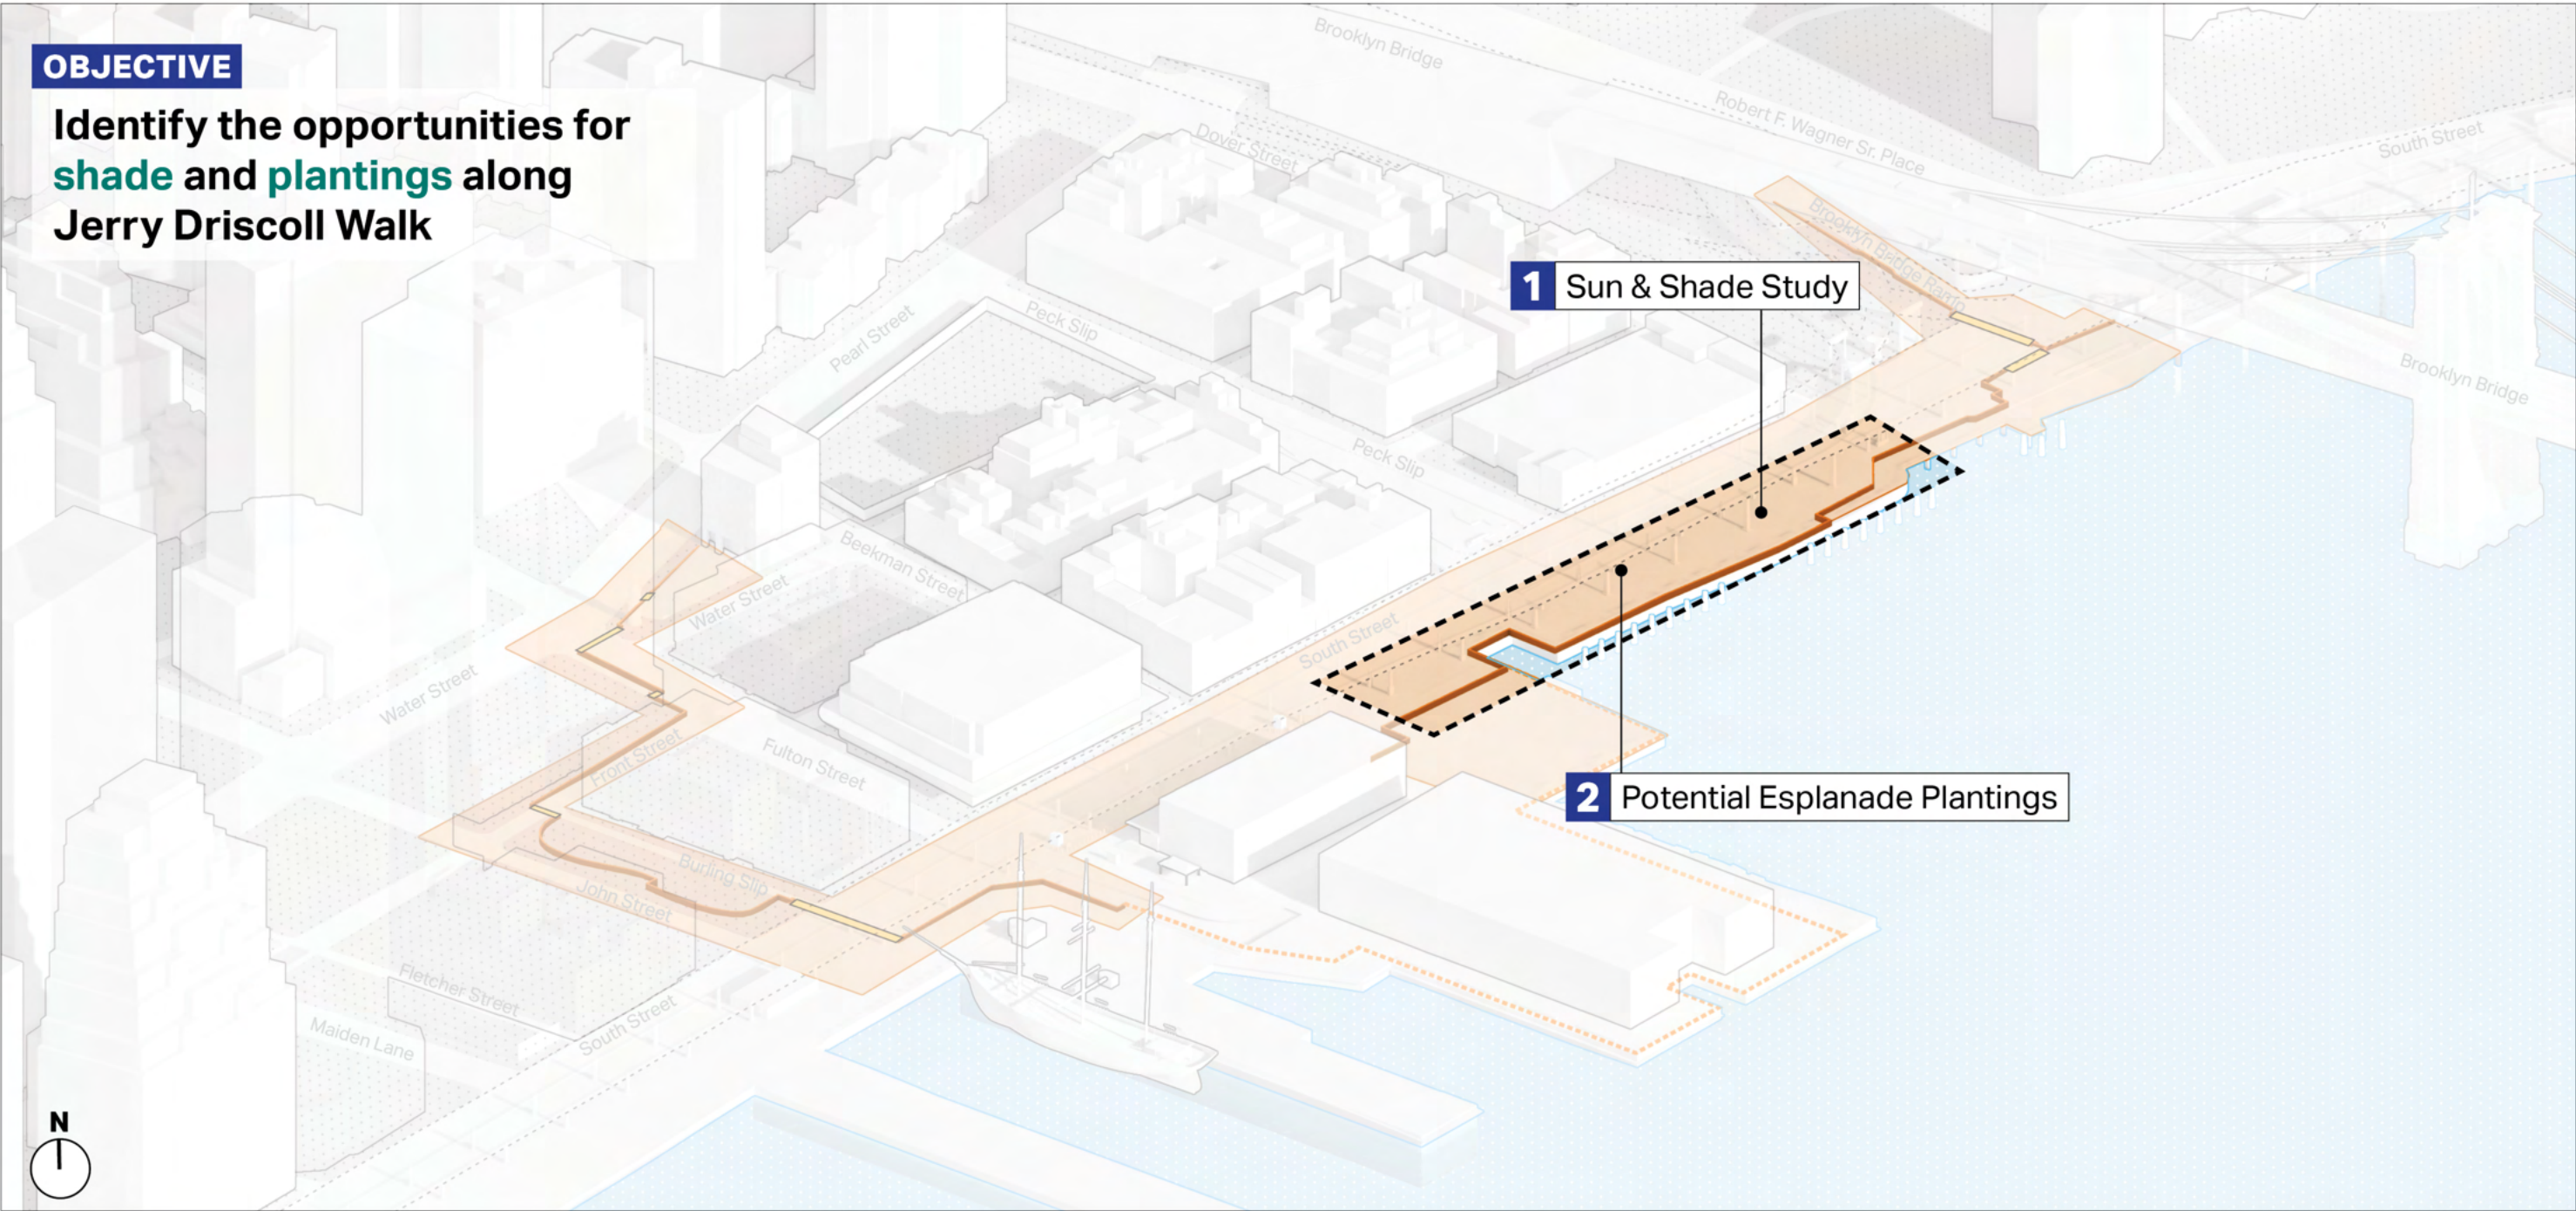 OBJECTIVE
Identify the opportunities for
shade and plantings along
Jerry Driscoll Walk
Brooklyn Bridge
Robert F. Wagner Sr. Place
South Street
Dover Street
Brooklyn Bridge Ramp
1 Sun & Shade Study
Pearl Street
Peck Slip
Brooklyn Bridge
Peck Slip
Beekman Street
Water Street
South Street
Water Street
Front Street
Fulton Street
2 Potential Esplanade Plantings
Burling Slip
John Street
Fletcher Street
South Street
Maiden Lane
N